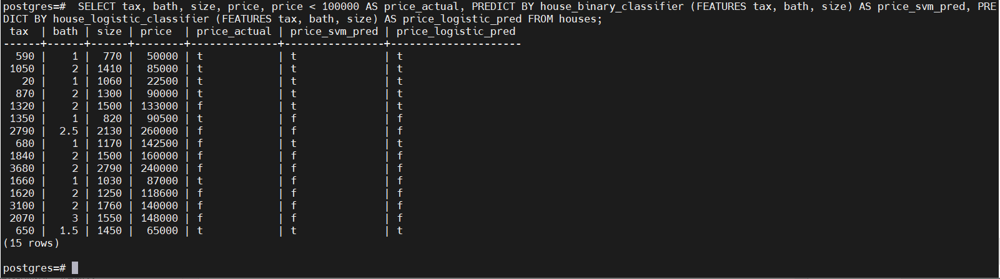 postgres=#  SELECT tax, bath, size, price, price < 100000 AS price_actual, PREDICT BY house_binary_classifier (FEATURES tax, bath, size) AS price_svm_pred, PRE
DICT BY house_logistic_classifier (FEATURES tax, bath, size) AS price_logistic_pred FROM houses;
 tax  | bath | size | price  | price_actual | price_svm_pred | price_logistic_pred
------+------+------+--------+--------------+----------------+---------------------
  590 |    1 |  770 |  50000 | t            | t              | t
 1050 |    2 | 1410 |  85000 | t            | t              | t
   20 |    1 | 1060 |  22500 | t            | t              | t
  870 |    2 | 1300 |  90000 | t            | t              | t
 1320 |    2 | 1500 | 133000 | f            | t              | t
 1350 |    1 |  820 |  90500 | t            | f              | f
 2790 |  2.5 | 2130 | 260000 | f            | f              | f
  680 |    1 | 1170 | 142500 | f            | t              | t
 1840 |    2 | 1500 | 160000 | f            | f              | f
 3680 |    2 | 2790 | 240000 | f            | f              | f
 1660 |    1 | 1030 |  87000 | t            | f              | f
 1620 |    2 | 1250 | 118600 | f            | f              | f
 3100 |    2 | 1760 | 140000 | f            | f              | f
 2070 |    3 | 1550 | 148000 | f            | f              | f
  650 |  1.5 | 1450 |  65000 | t            | t              | t
(15 rows)
postgres=#